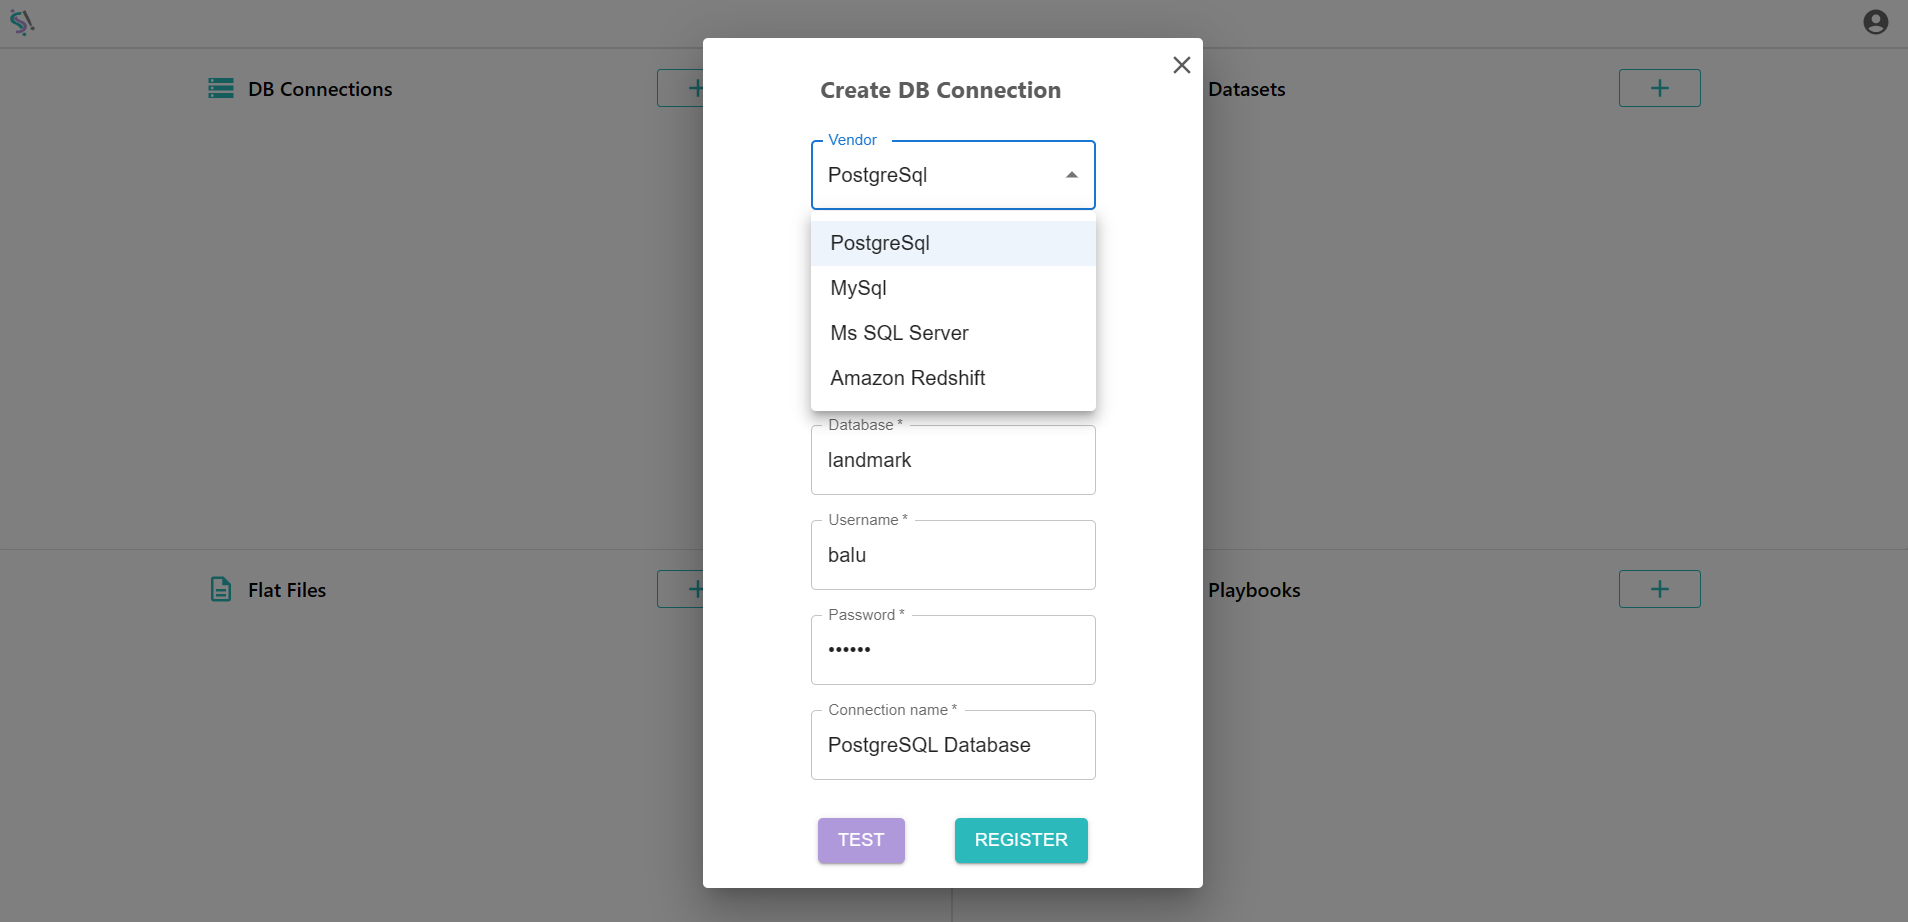 DB Connections
Datasets
Create DB Connection
Vendor
PostgreSql
PostgreSql
MySql
Ms SQL Server
Amazon Redshift
Database *
landmark
Username *
balu
Password *
••••••
Connection name *
PostgreSQL Database
TEST
REGISTER
Flat Files
Playbooks